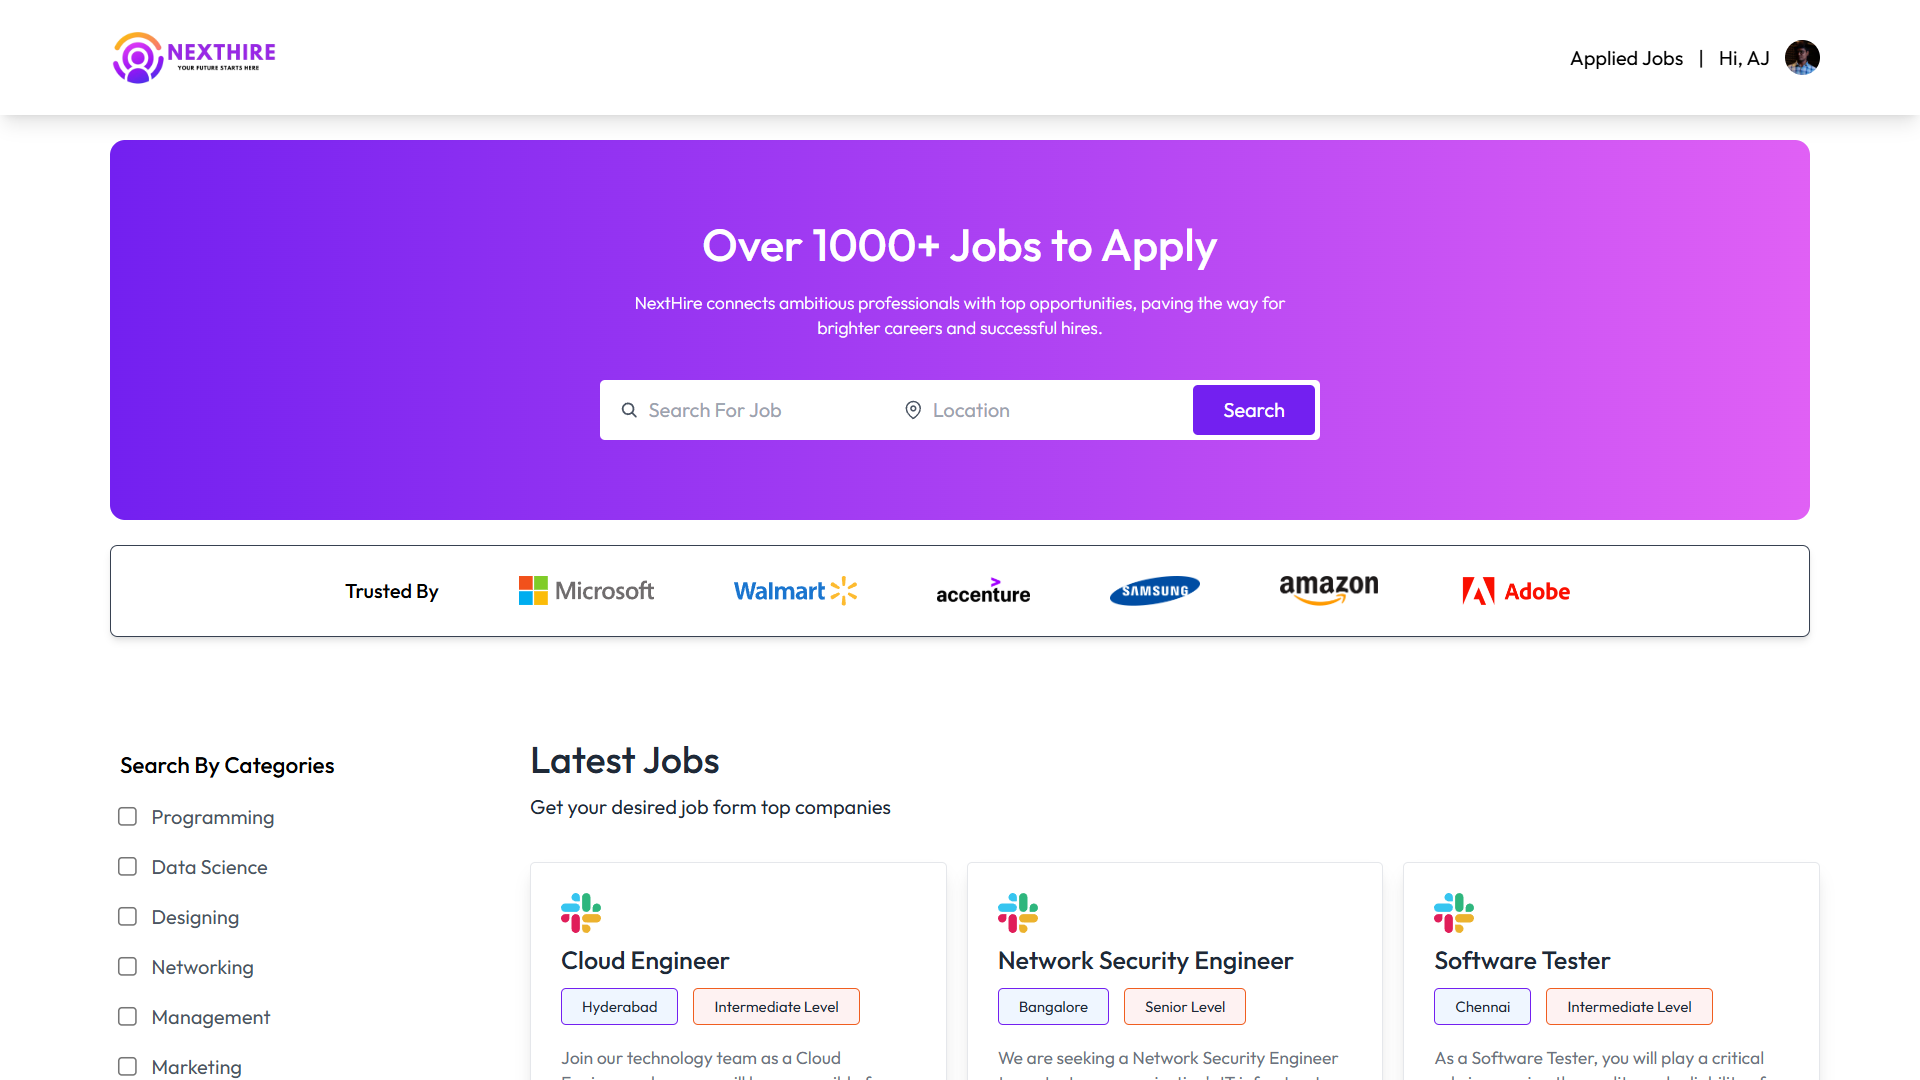 NEXTHIRE
YOUR FUTURE STARTS HERE
Applied Jobs | Hi, AJ
Over 1000+ Jobs to Apply
NextHire connects ambitious professionals with top opportunities, paving the way for
brighter careers and successful hires.
Search For Job
Location
Search
Trusted By
Microsoft
Walmart
accenture
SAMSUNG
amazon
Adobe
Search By Categories
Programming
Data Science
Designing
Networking
Management
Marketing
Latest Jobs
Get your desired job form top companies
Cloud Engineer
Hyderabad
Intermediate Level
Join our technology team as a Cloud
Network Security Engineer
Bangalore
Senior Level
We are seeking a Network Security Engineer
Software Tester
Chennai
Intermediate Level
As a Software Tester, you will play a critical